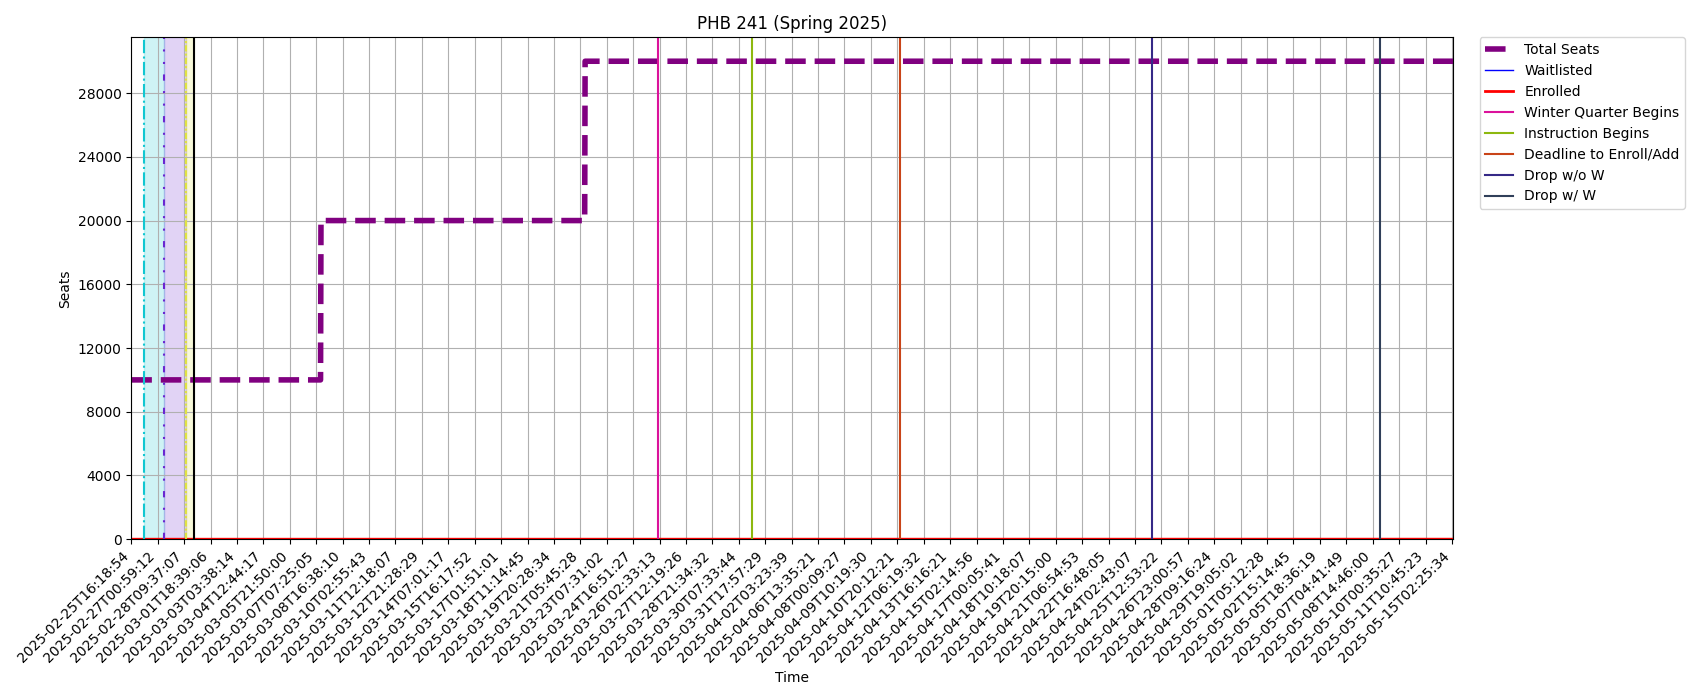 PHB 241 (Spring 2025)
Total Seats
Waitlisted
Enrolled
Winter Quarter Begins
Instruction Begins
Deadline to Enroll/Add
Drop w/o W
Drop w/ W
Seats
28000
24000
20000
16000
12000
8000
4000
0
2025-02-25T16:18:54
2025-02-27T00:59:12
2025-02-28T09:37:07
2025-03-01T18:39:06
2025-03-03T03:38:14
2025-03-04T12:44:17
2025-03-05T21:50:00
2025-03-07T07:25:05
2025-03-08T16:38:10
2025-03-10T02:55:43
2025-03-11T12:18:07
2025-03-12T21:28:29
2025-03-14T07:01:17
2025-03-15T16:17:52
2025-03-17T01:51:01
2025-03-18T11:14:45
2025-03-19T20:28:34
2025-03-21T05:45:28
2025-03-23T07:31:02
2025-03-24T16:51:27
2025-03-26T02:33:13
2025-03-27T12:19:26
2025-03-28T21:34:32
2025-03-30T07:33:44
2025-03-31T17:57:29
2025-04-02T03:23:39
2025-04-06T13:35:21
2025-04-08T00:09:27
2025-04-09T10:19:30
2025-04-10T20:12:21
2025-04-12T06:19:32
2025-04-13T16:16:21
2025-04-15T02:14:56
2025-04-17T00:05:41
2025-04-18T10:18:07
2025-04-19T20:15:00
2025-04-21T06:54:53
2025-04-22T16:48:05
2025-04-24T02:43:07
2025-04-25T12:53:22
2025-04-26T23:00:57
2025-04-28T09:16:24
2025-04-29T19:05:02
2025-05-01T05:12:28
2025-05-02T15:14:45
2025-05-05T18:36:19
2025-05-07T04:41:49
2025-05-08T14:46:00
2025-05-10T00:35:27
2025-05-11T10:45:23
2025-05-15T02:25:34
Time